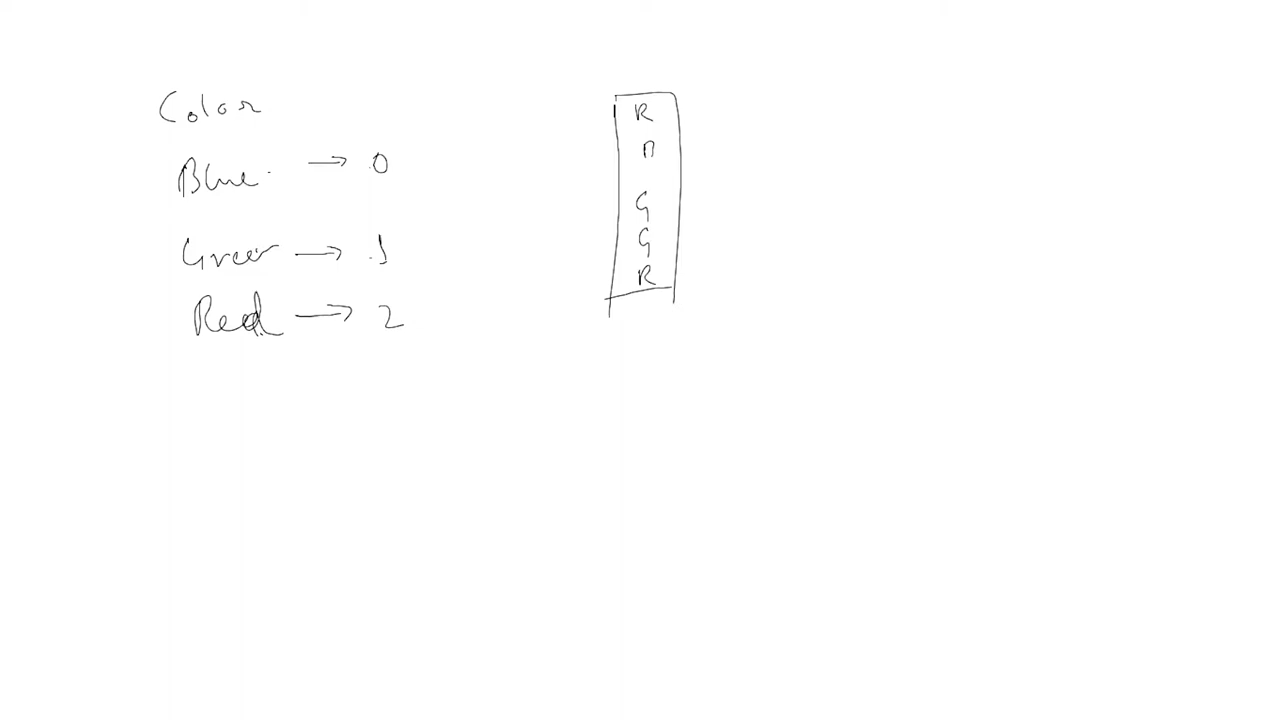 Color
Blue. → 0
Green → 1
Red → 2
R
G
G
R